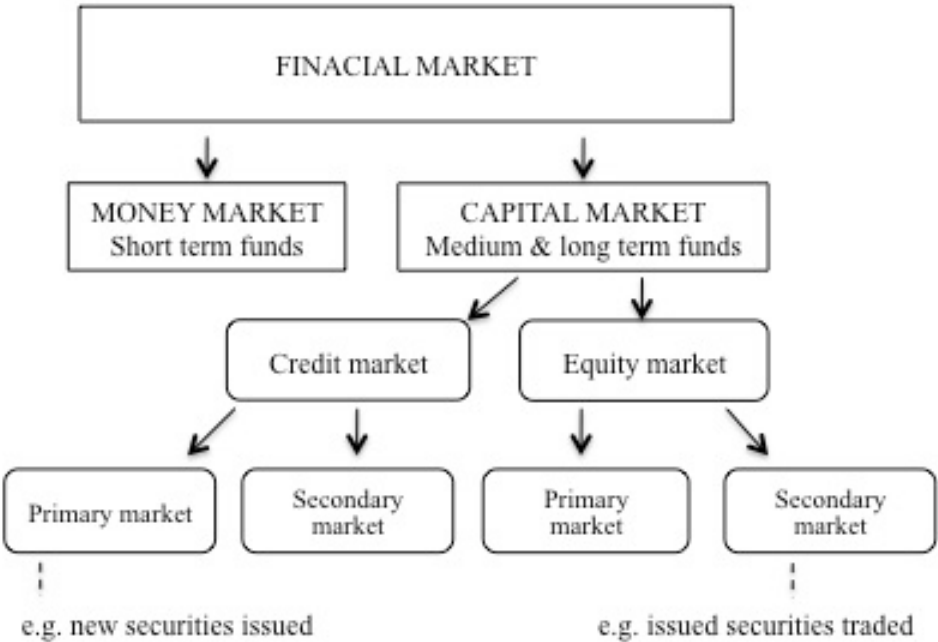 FINACIAL MARKET
MONEY MARKET
Short term funds
CAPITAL MARKET
Medium & long term funds
Credit market
Equity market
Primary market
Secondary
market
Primary
market
Secondary
market
e.g. new securities issued
e.g. issued securities traded